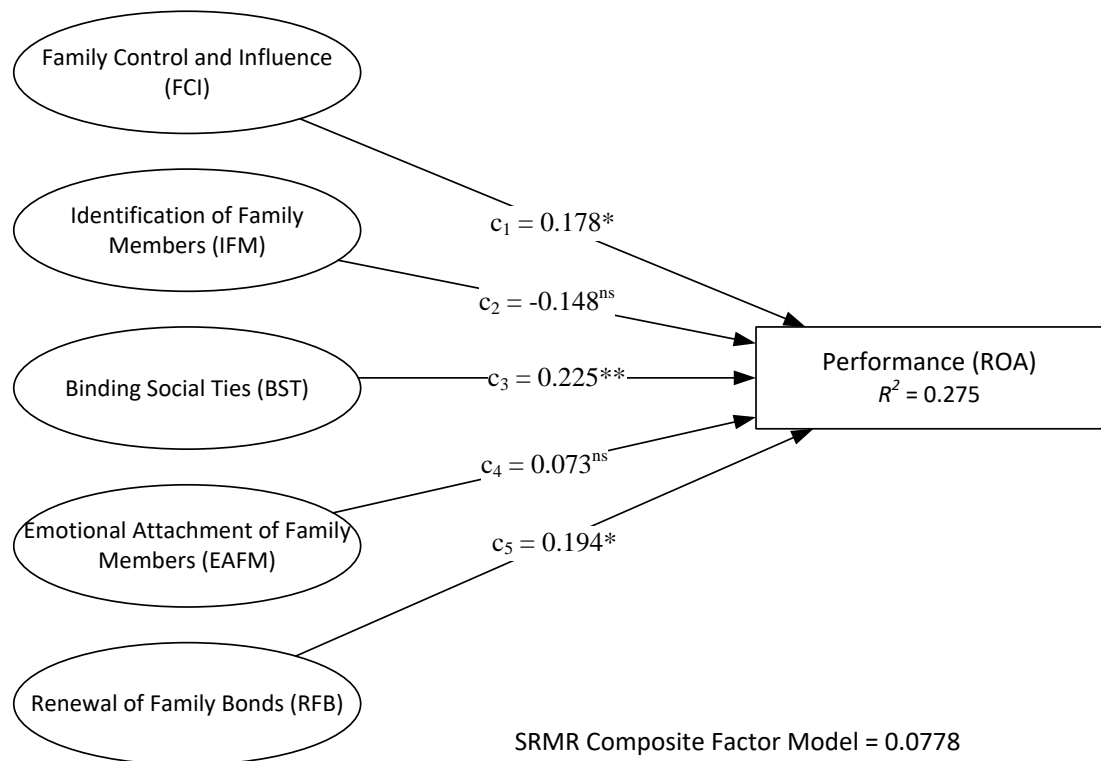 Family Control and Influence
(FCI)
c₁ = 0.178*
Identification of Family
Members (IFM)
c₂ = -0.148ⁿˢ
Binding Social Ties (BST)
c₃ = 0.225**
Performance (ROA)
R² = 0.275
c₄ = 0.073ⁿˢ
Emotional Attachment of Family
Members (EAFM)
c₅ = 0.194*
Renewal of Family Bonds (RFB)
SRMR Composite Factor Model = 0.0778